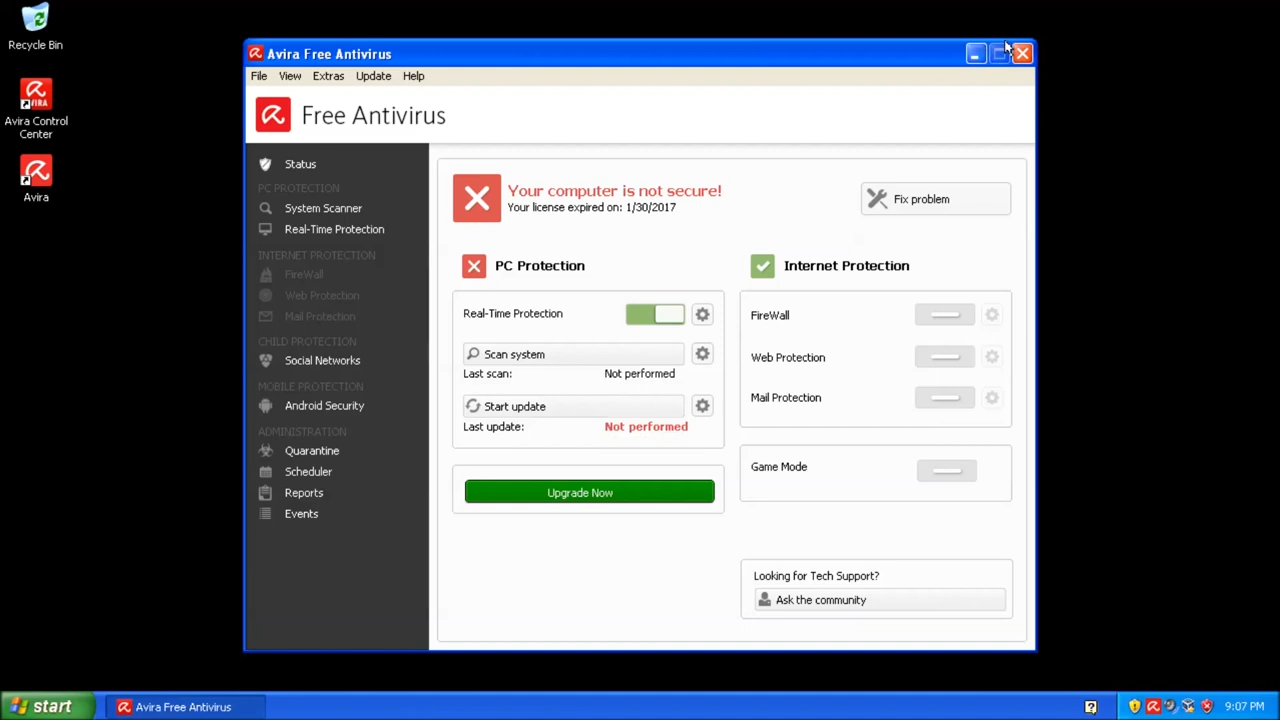 Recycle Bin
Avira Control
Center
Avira
Avira Free Antivirus
File View Extras Update Help
Free Antivirus
Status
PC PROTECTION
System Scanner
Real-Time Protection
INTERNET PROTECTION
FireWall
Web Protection
Mail Protection
CHILD PROTECTION
Social Networks
MOBILE PROTECTION
Android Security
ADMINISTRATION
Quarantine
Scheduler
Reports
Events
Your computer is not secure!
Your license expired on: 1/30/2017
Fix problem
PC Protection
Real-Time Protection
Scan system
Last scan: Not performed
Start update
Last update: Not performed
Upgrade Now
Internet Protection
FireWall
Web Protection
Mail Protection
Game Mode
Looking for Tech Support?
Ask the community
start
Avira Free Antivirus
9:07 PM